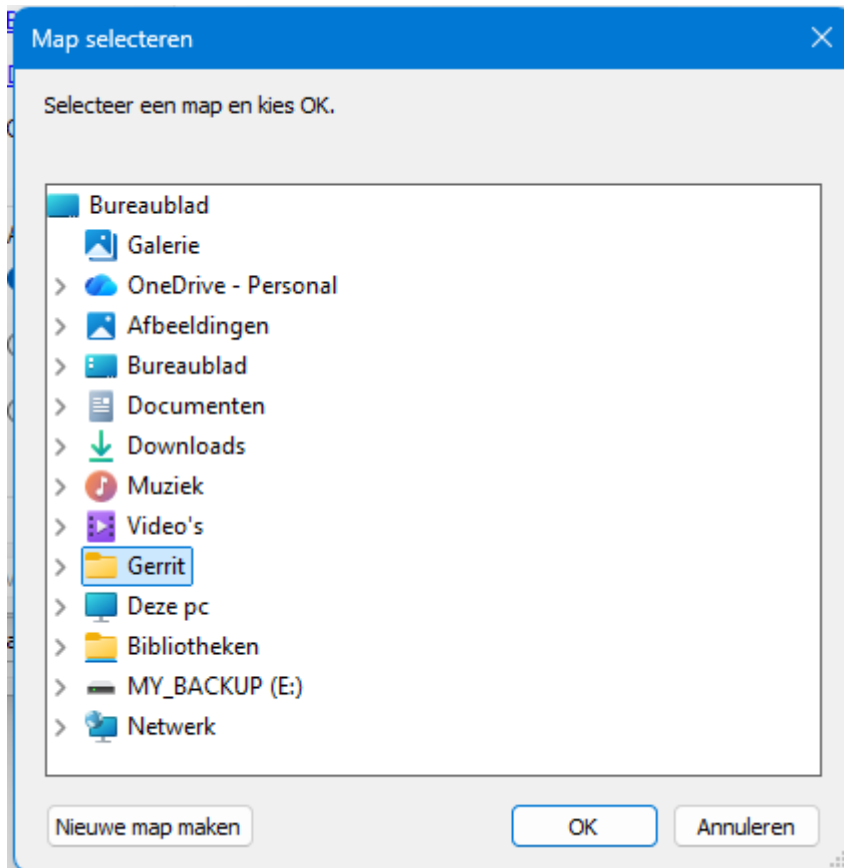 Map selecteren
Selecteer een map en kies OK.
Bureaublad
Galerie
OneDrive - Personal
Afbeeldingen
Bureaublad
Documenten
Downloads
Muziek
Video's
Gerrit
Deze pc
Bibliotheken
MY_BACKUP (E:)
Netwerk
Nieuwe map maken OK Annuleren